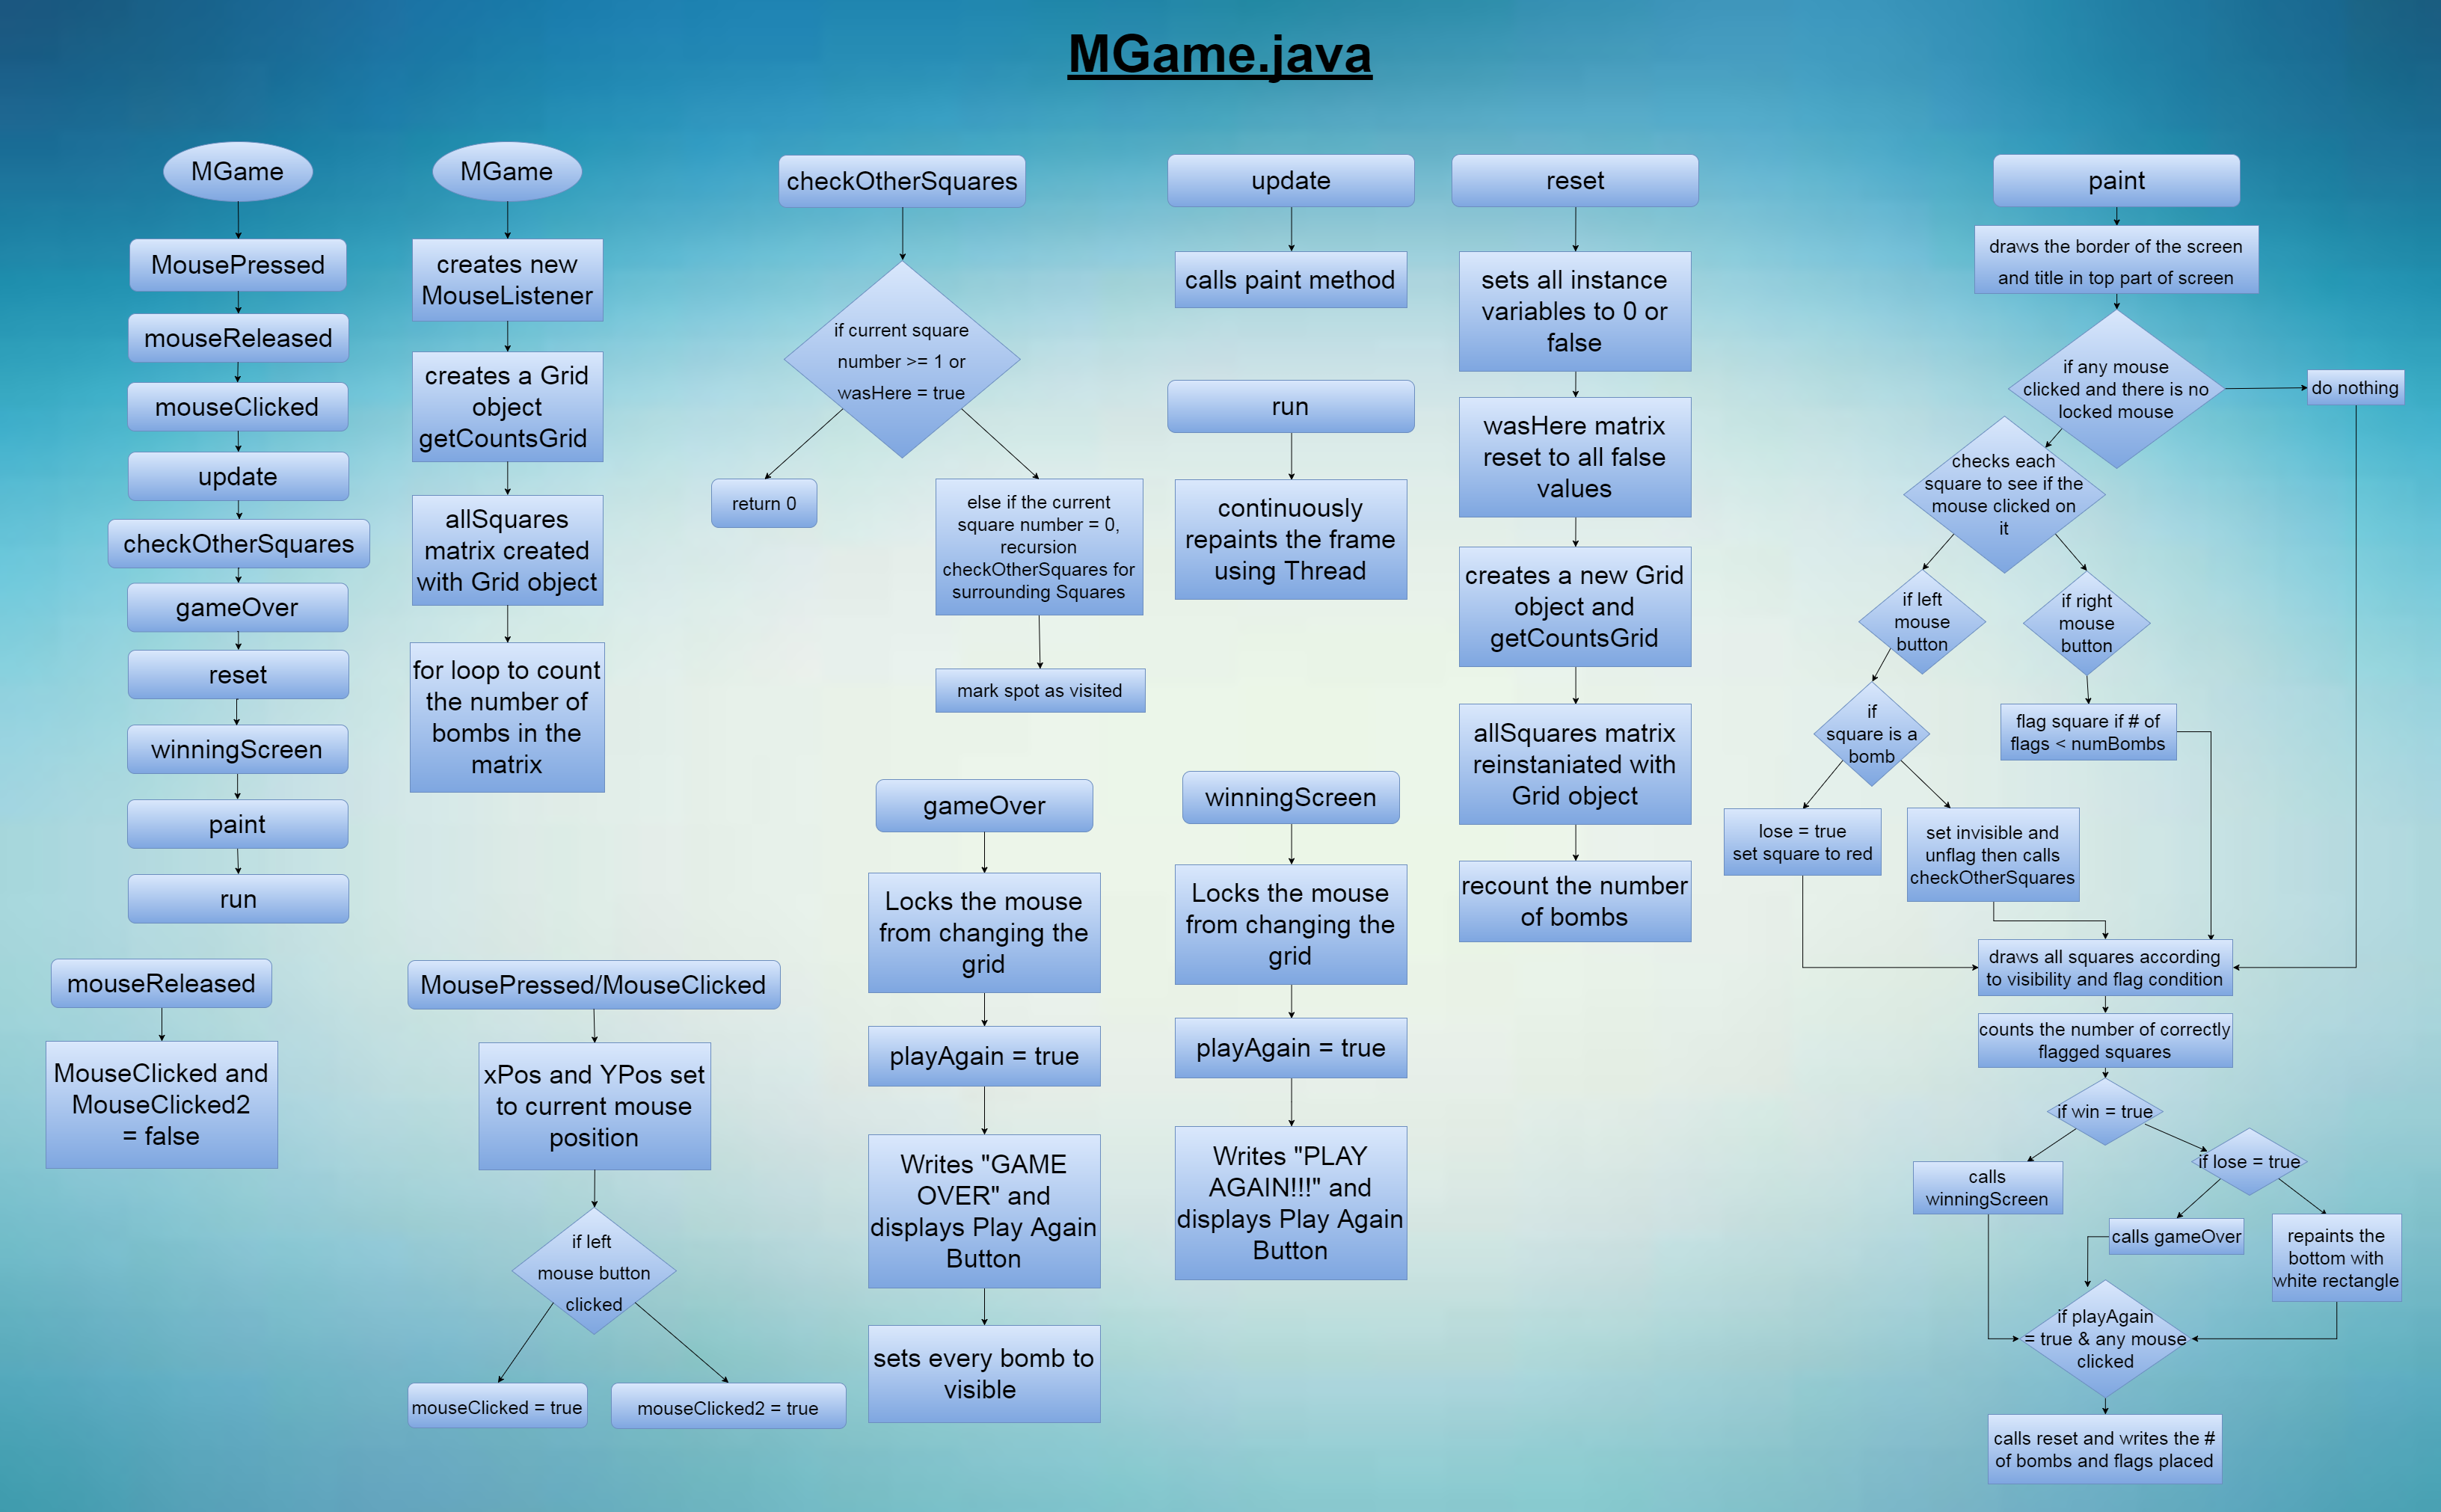 MGame.java
MGame
MousePressed
mouseReleased
mouseClicked
update
checkOtherSquares
gameOver
reset
winningScreen
paint
run
MGame
creates new
MouseListener
creates a Grid
object
getCountsGrid
allSquares
matrix created
with Grid object
for loop to count
the number of
bombs in the
matrix
checkOtherSquares
if current square
number >= 1 or
wasHere = true
return 0
else if the current
square number = 0,
recursion
checkOtherSquares for
surrounding Squares
mark spot as visited
update
calls paint method
run
continuously
repaints the frame
using Thread
reset
sets all instance
variables to 0 or
false
wasHere matrix
reset to all false
values
creates a new Grid
object and
getCountsGrid
allSquares matrix
reinstaniated with
Grid object
recount the number
of bombs
paint
draws the border of the screen
and title in top part of screen
if any mouse
clicked and there is no
locked mouse
do nothing
checks each
square to see if the
mouse clicked on
it
if left
mouse
button
if right
mouse
button
if
square is a
bomb
flag square if # of
flags < numBombs
lose = true
set square to red
set invisible and
unflag then calls
checkOtherSquares
draws all squares according
to visibility and flag condition
counts the number of correctly
flagged squares
if win = true
if lose = true
calls
winningScreen
calls gameOver
repaints the
bottom with
white rectangle
if playAgain
= true & any mouse
clicked
calls reset and writes the #
of bombs and flags placed
mouseReleased
MouseClicked and
MouseClicked2
= false
MousePressed/MouseClicked
xPos and YPos set
to current mouse
position
if left
mouse button
clicked
mouseClicked = true
mouseClicked2 = true
gameOver
Locks the mouse
from changing the
grid
playAgain = true
Writes "GAME
OVER" and
displays Play Again
Button
sets every bomb to
visible
winningScreen
Locks the mouse
from changing the
grid
playAgain = true
Writes "PLAY
AGAIN!!!" and
displays Play Again
Button